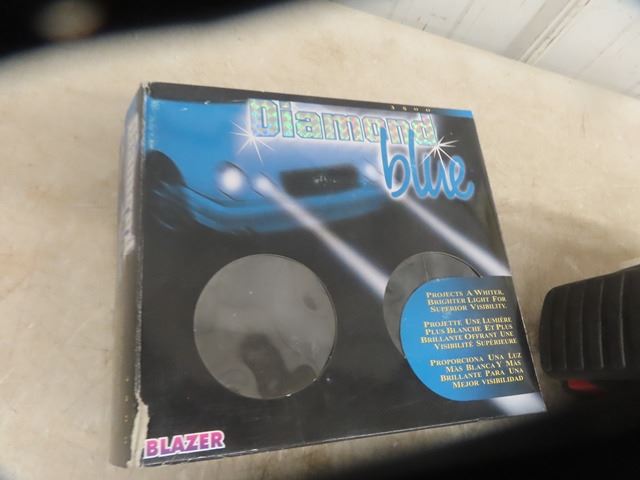 3500
Diamond
blue
PROJECTS A WHITER,
BRIGHTER LIGHT FOR
SUPERIOR VISIBILITY.
PROJETTE UNE LUMIÈRE
PLUS BLANCHE ET PLUS
BRILLANTE OFFRANT UNE
VISIBILITÉ SUPÉRIEURE
PROPORCIONA UNA LUZ
MÁS BLANCA Y MÁS
BRILLANTE PARA UNA
MEJOR VISIBILIDAD
BLAZER